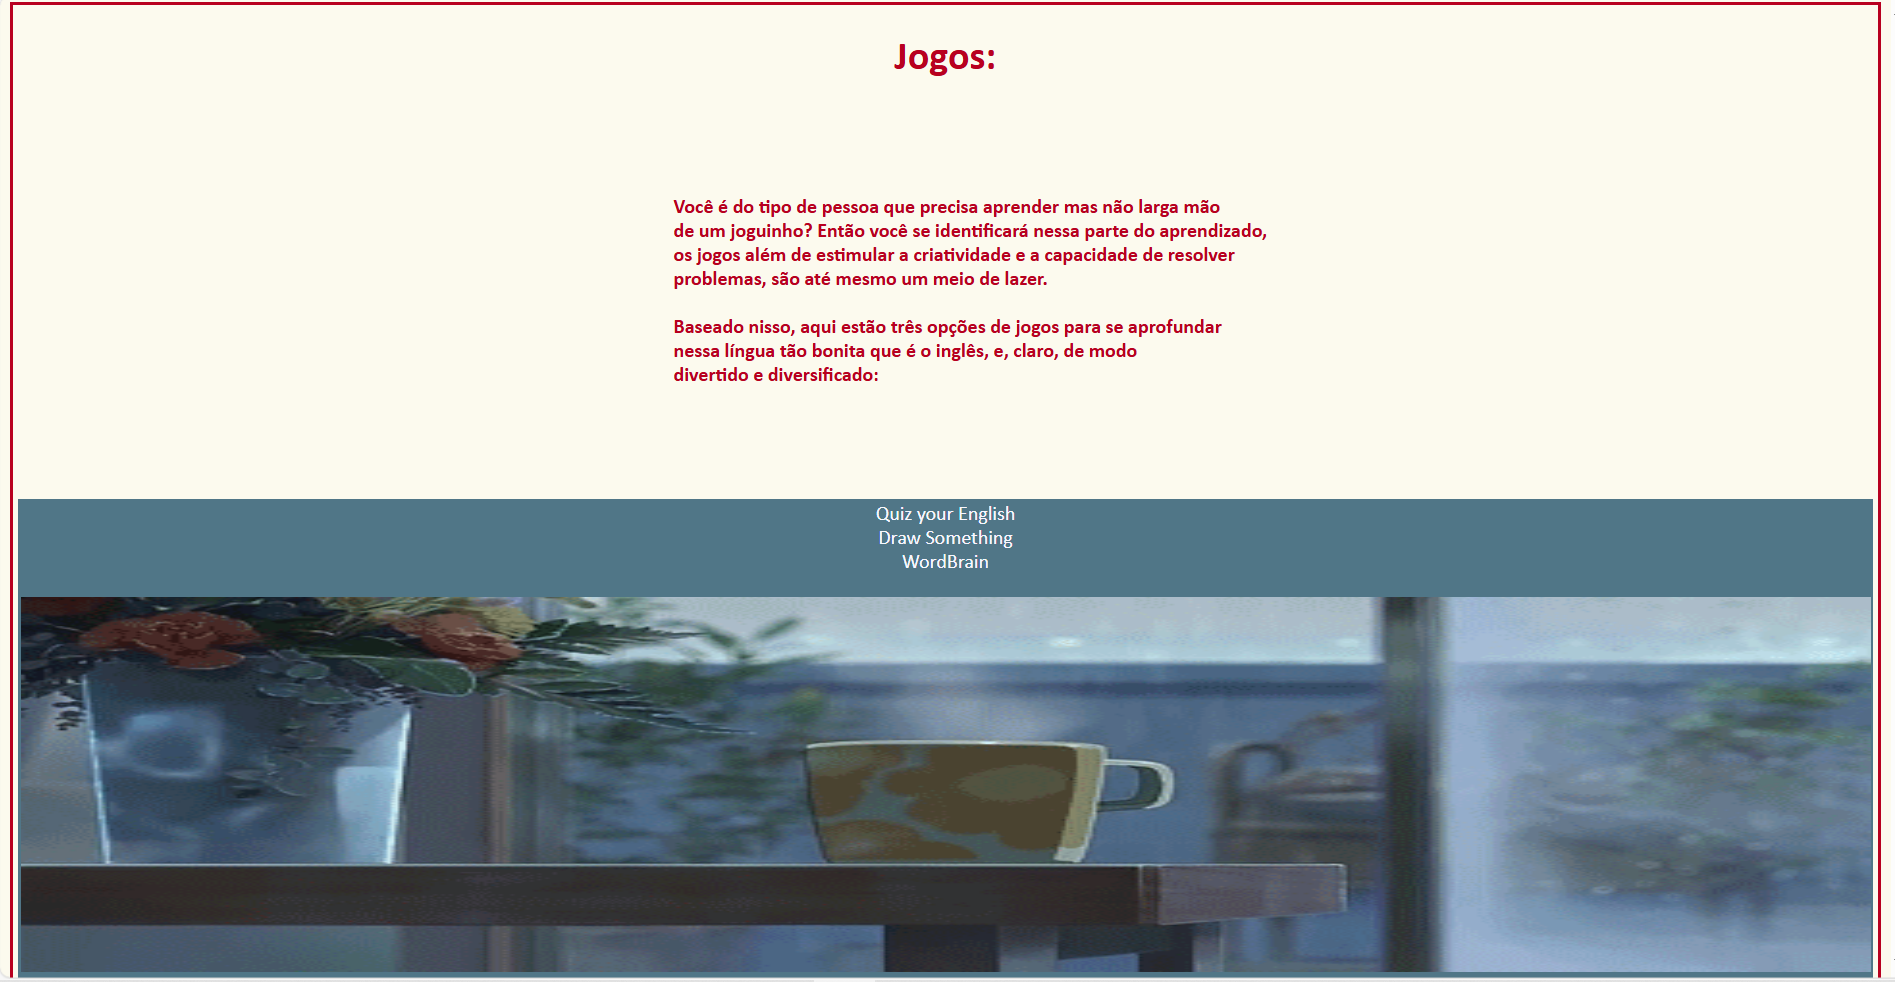 Jogos:
Você é do tipo de pessoa que precisa aprender mas não larga mão
de um joguinho? Então você se identificará nessa parte do aprendizado,
os jogos além de estimular a criatividade e a capacidade de resolver
problemas, são até mesmo um meio de lazer.
Baseado nisso, aqui estão três opções de jogos para se aprofundar
nessa língua tão bonita que é o inglês, e, claro, de modo
divertido e diversificado:
Quiz your English
Draw Something
WordBrain